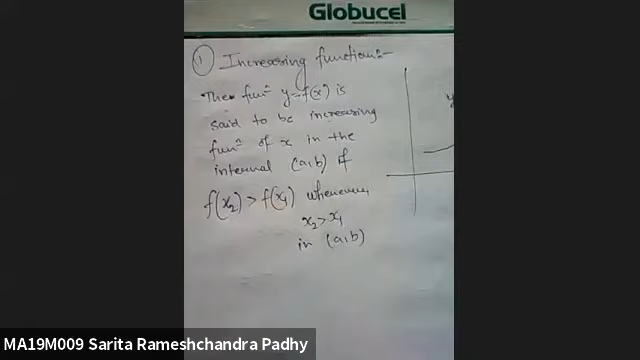 Globucel
① Increasing function:-
The funⁿ y=f(x) is
said to be increasing
funⁿ of x in the
interval (a,b) if
f(x₂) > f(x₁) whenever
x₂ > x₁
in (a,b)
y
MA19M009 Sarita Rameshchandra Padhy